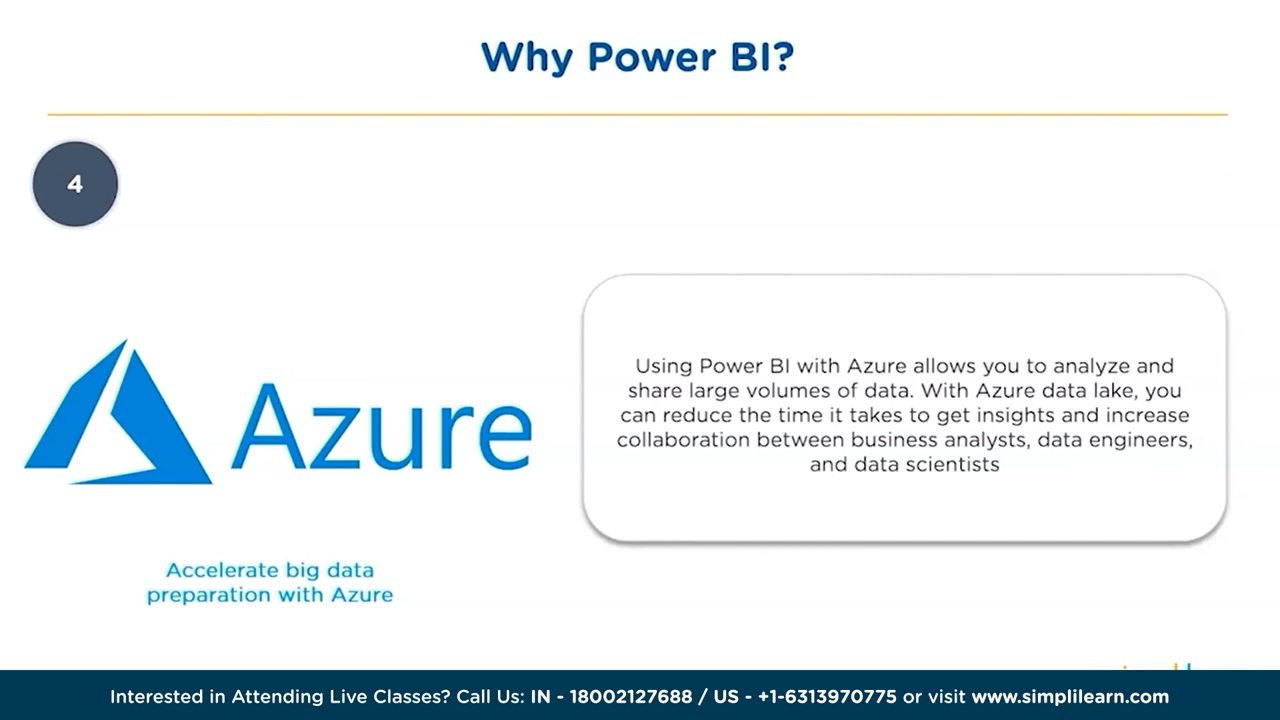 Why Power BI?
4
Azure
Accelerate big data
preparation with Azure
Using Power BI with Azure allows you to analyze and
share large volumes of data. With Azure data lake, you
can reduce the time it takes to get insights and increase
collaboration between business analysts, data engineers,
and data scientists
Interested in Attending Live Classes? Call Us: IN - 18002127688 / US - +1-6313970775 or visit www.simplilearn.com